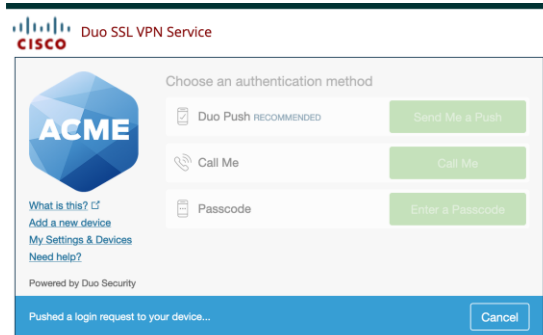 CISCO
Duo SSL VPN Service
ACME
What is this?
Add a new device
My Settings & Devices
Need help?
Powered by Duo Security
Choose an authentication method
Duo Push RECOMMENDED
Send Me a Push
Call Me
Call Me
Passcode
Enter a Passcode
Pushed a login request to your device...
Cancel